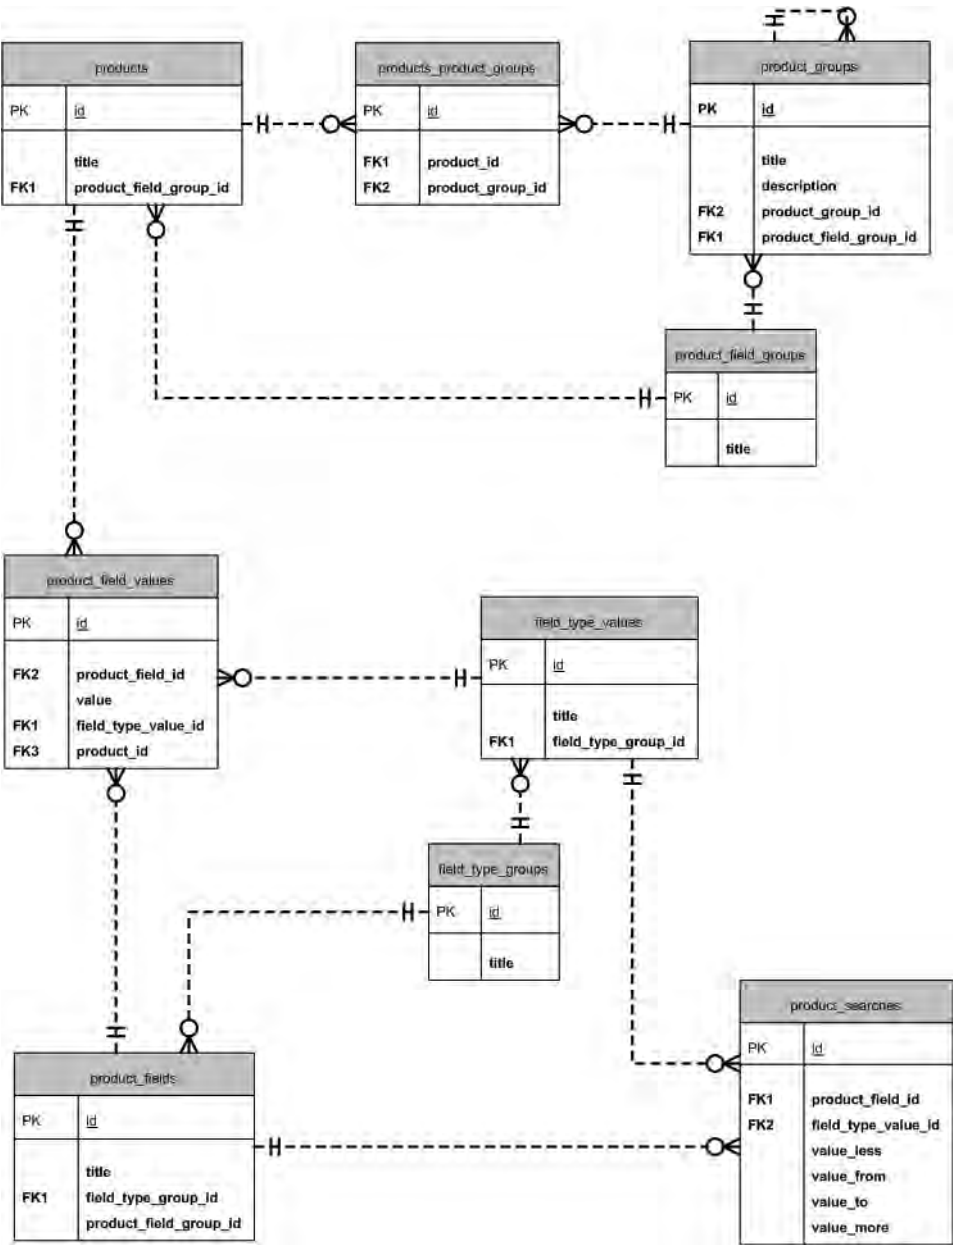 products
PK id
title
FK1 product_field_group_id
products_product_groups
PK id
FK1 product_id
FK2 product_group_id
product_groups
PK id
title
description
FK2 product_group_id
FK1 product_field_group_id
product_field_groups
PK id
title
product_field_values
PK id
FK2 product_field_id
value
FK1 field_type_value_id
FK3 product_id
field_type_values
PK id
title
FK1 field_type_group_id
field_type_groups
PK id
title
product_fields
PK id
title
FK1 field_type_group_id
product_field_group_id
product_searches
PK id
FK1 product_field_id
FK2 field_type_value_id
value_less
value_from
value_to
value_more